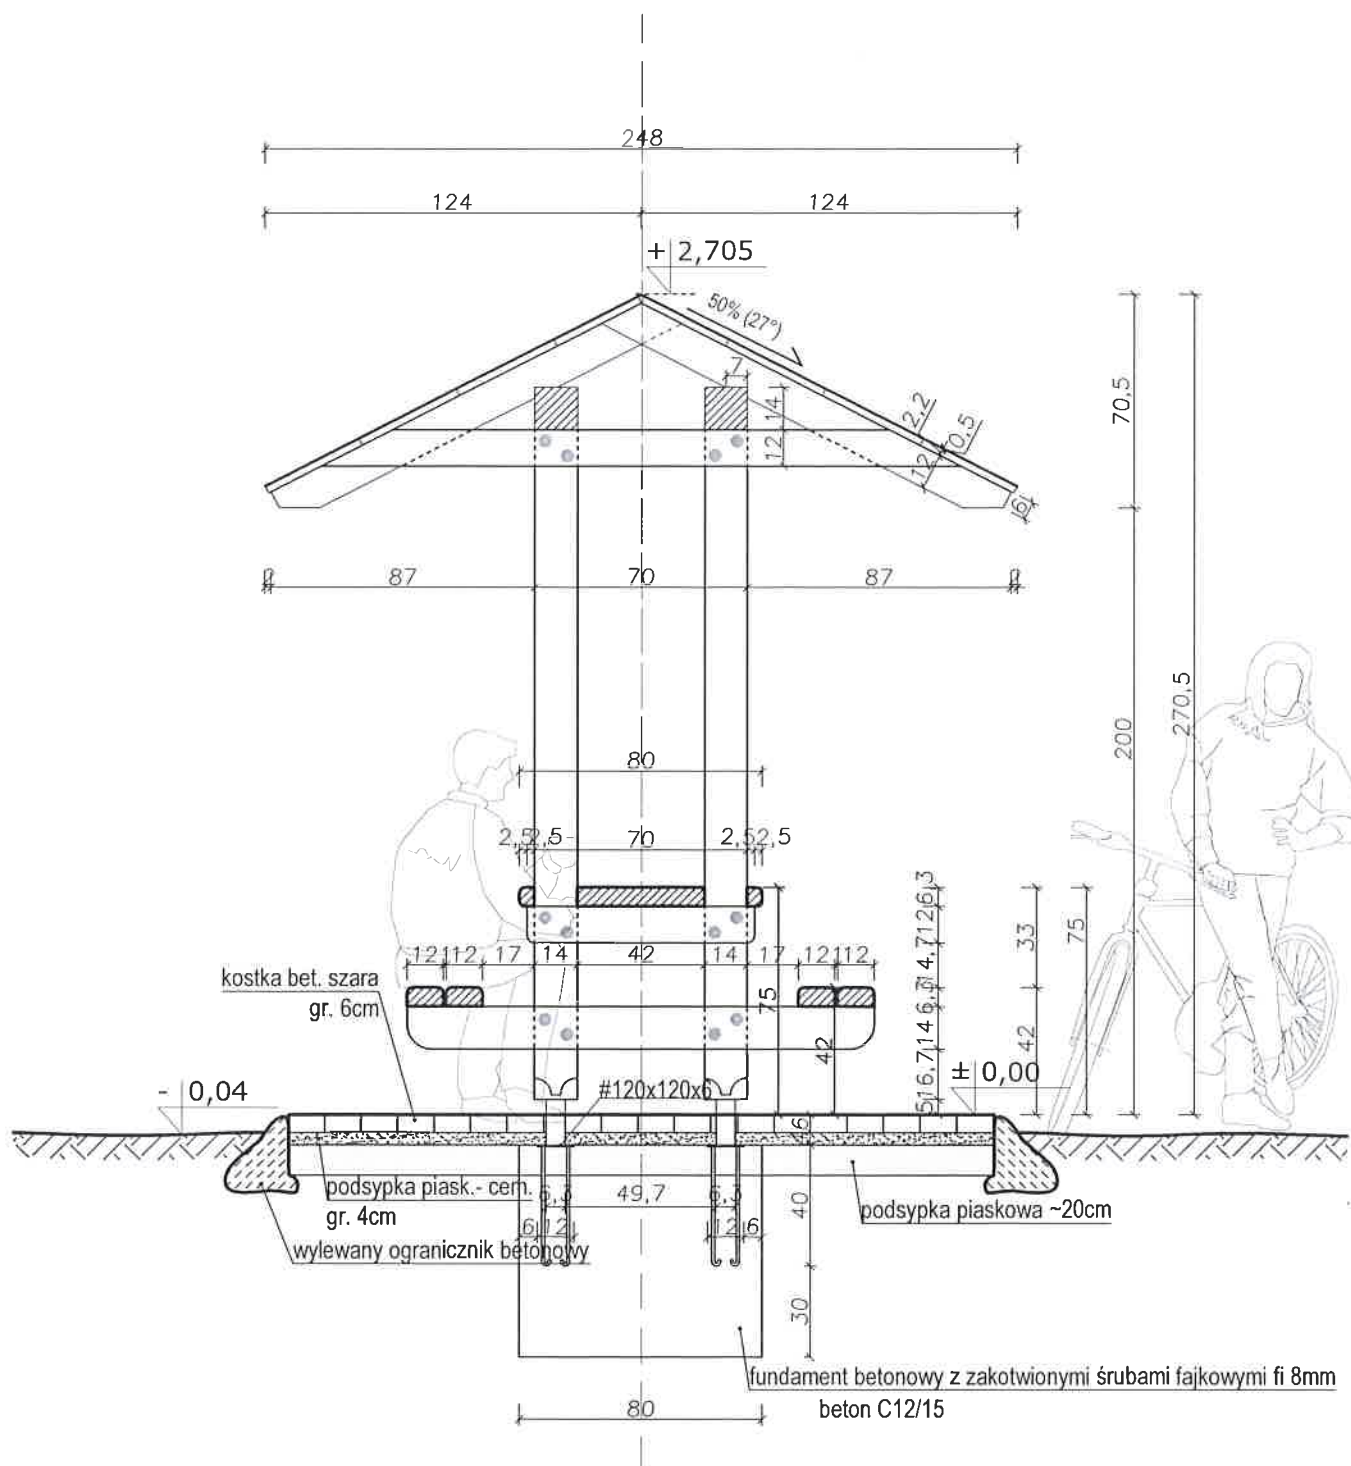 248
124 124
+ 2,705
50% (27°)
7
14
12
2,2
0,5
12
6
70,5
2 87 70 87 2
270,5
200
80
2,5 2,5 70 2,5 2,5
12 12 17 14 42 14 17 12 12
75
42
6,3
12
14,7
6,3
14
16,7
5
33
42
75
kostka bet. szara
gr. 6cm
- 0,04
± 0,00
#120x120x6
6
podsypka piask.- cem.
gr. 4cm
6,3 49,7 6,3
6 12 12 6
40
30
podsypka piaskowa ~20cm
wylewany ogranicznik betonowy
fundament betonowy z zakotwionymi śrubami fajkowymi fi 8mm
beton C12/15
80